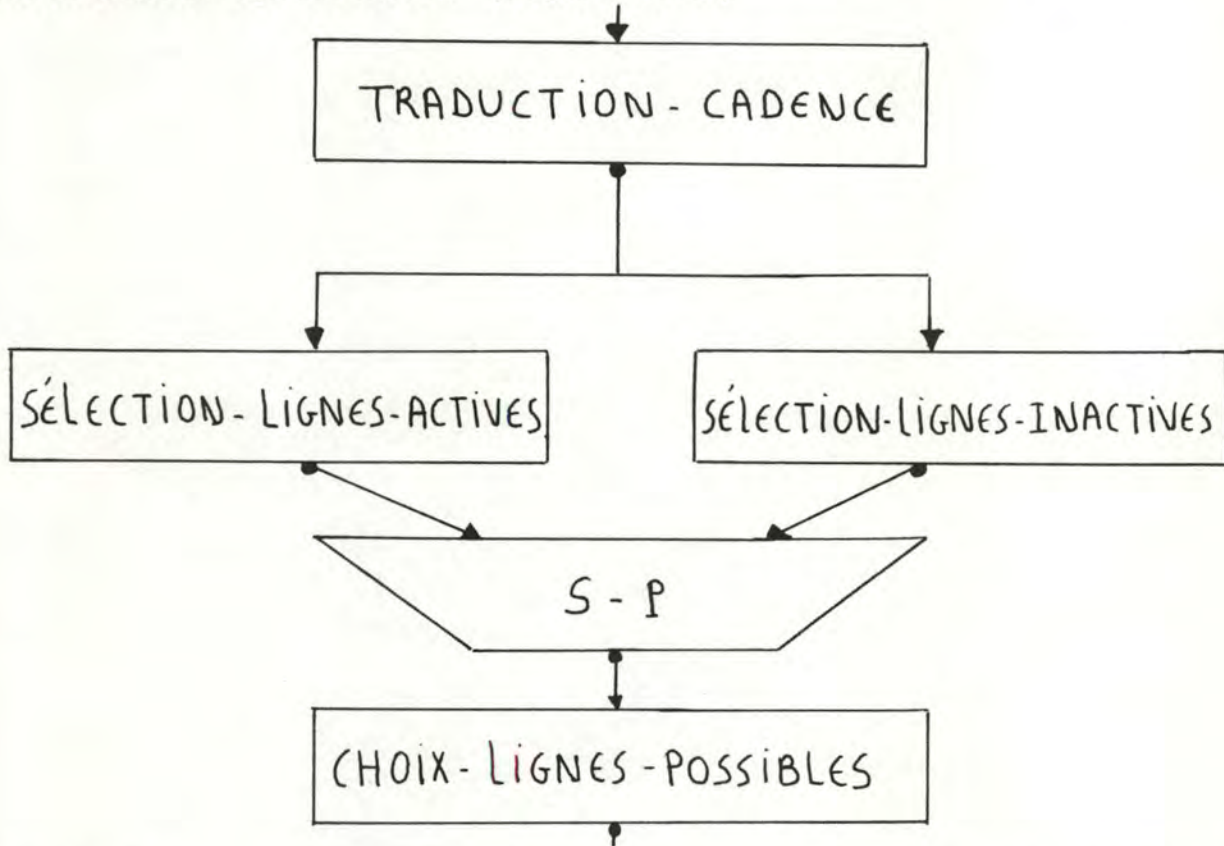 TRADUCTION - CADENCE
SÉLECTION - LIGNES-ACTIVES
SÉLECTION-LIGNES-INACTIVES
S - P
CHOIX - LIGNES - POSSIBLES